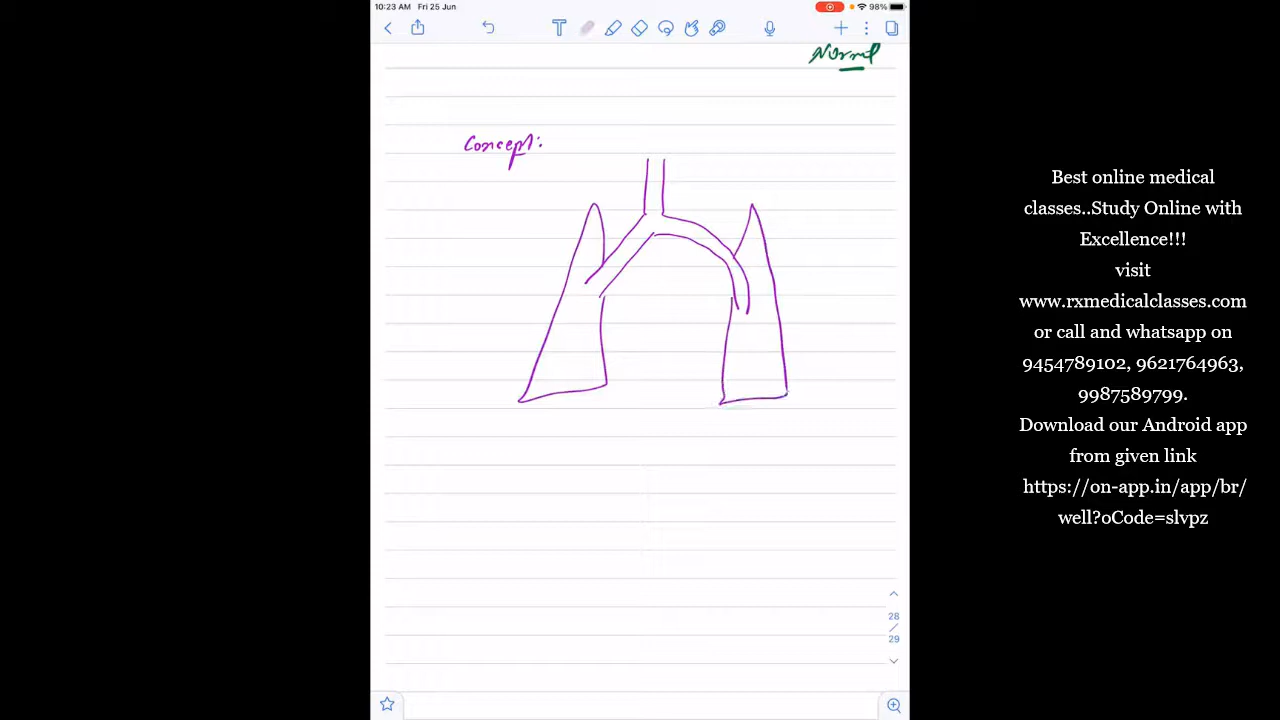 10:23 AM Fri 25 Jun
98%
T
Normal
Concept:
28
29
Best online medical
classes..Study Online with
Excellence!!!
visit
www.rxmedicalclasses.com
or call and whatsapp on
9454789102, 9621764963,
9987589799.
Download our Android app
from given link
https://on-app.in/app/br/
well?oCode=slvpz